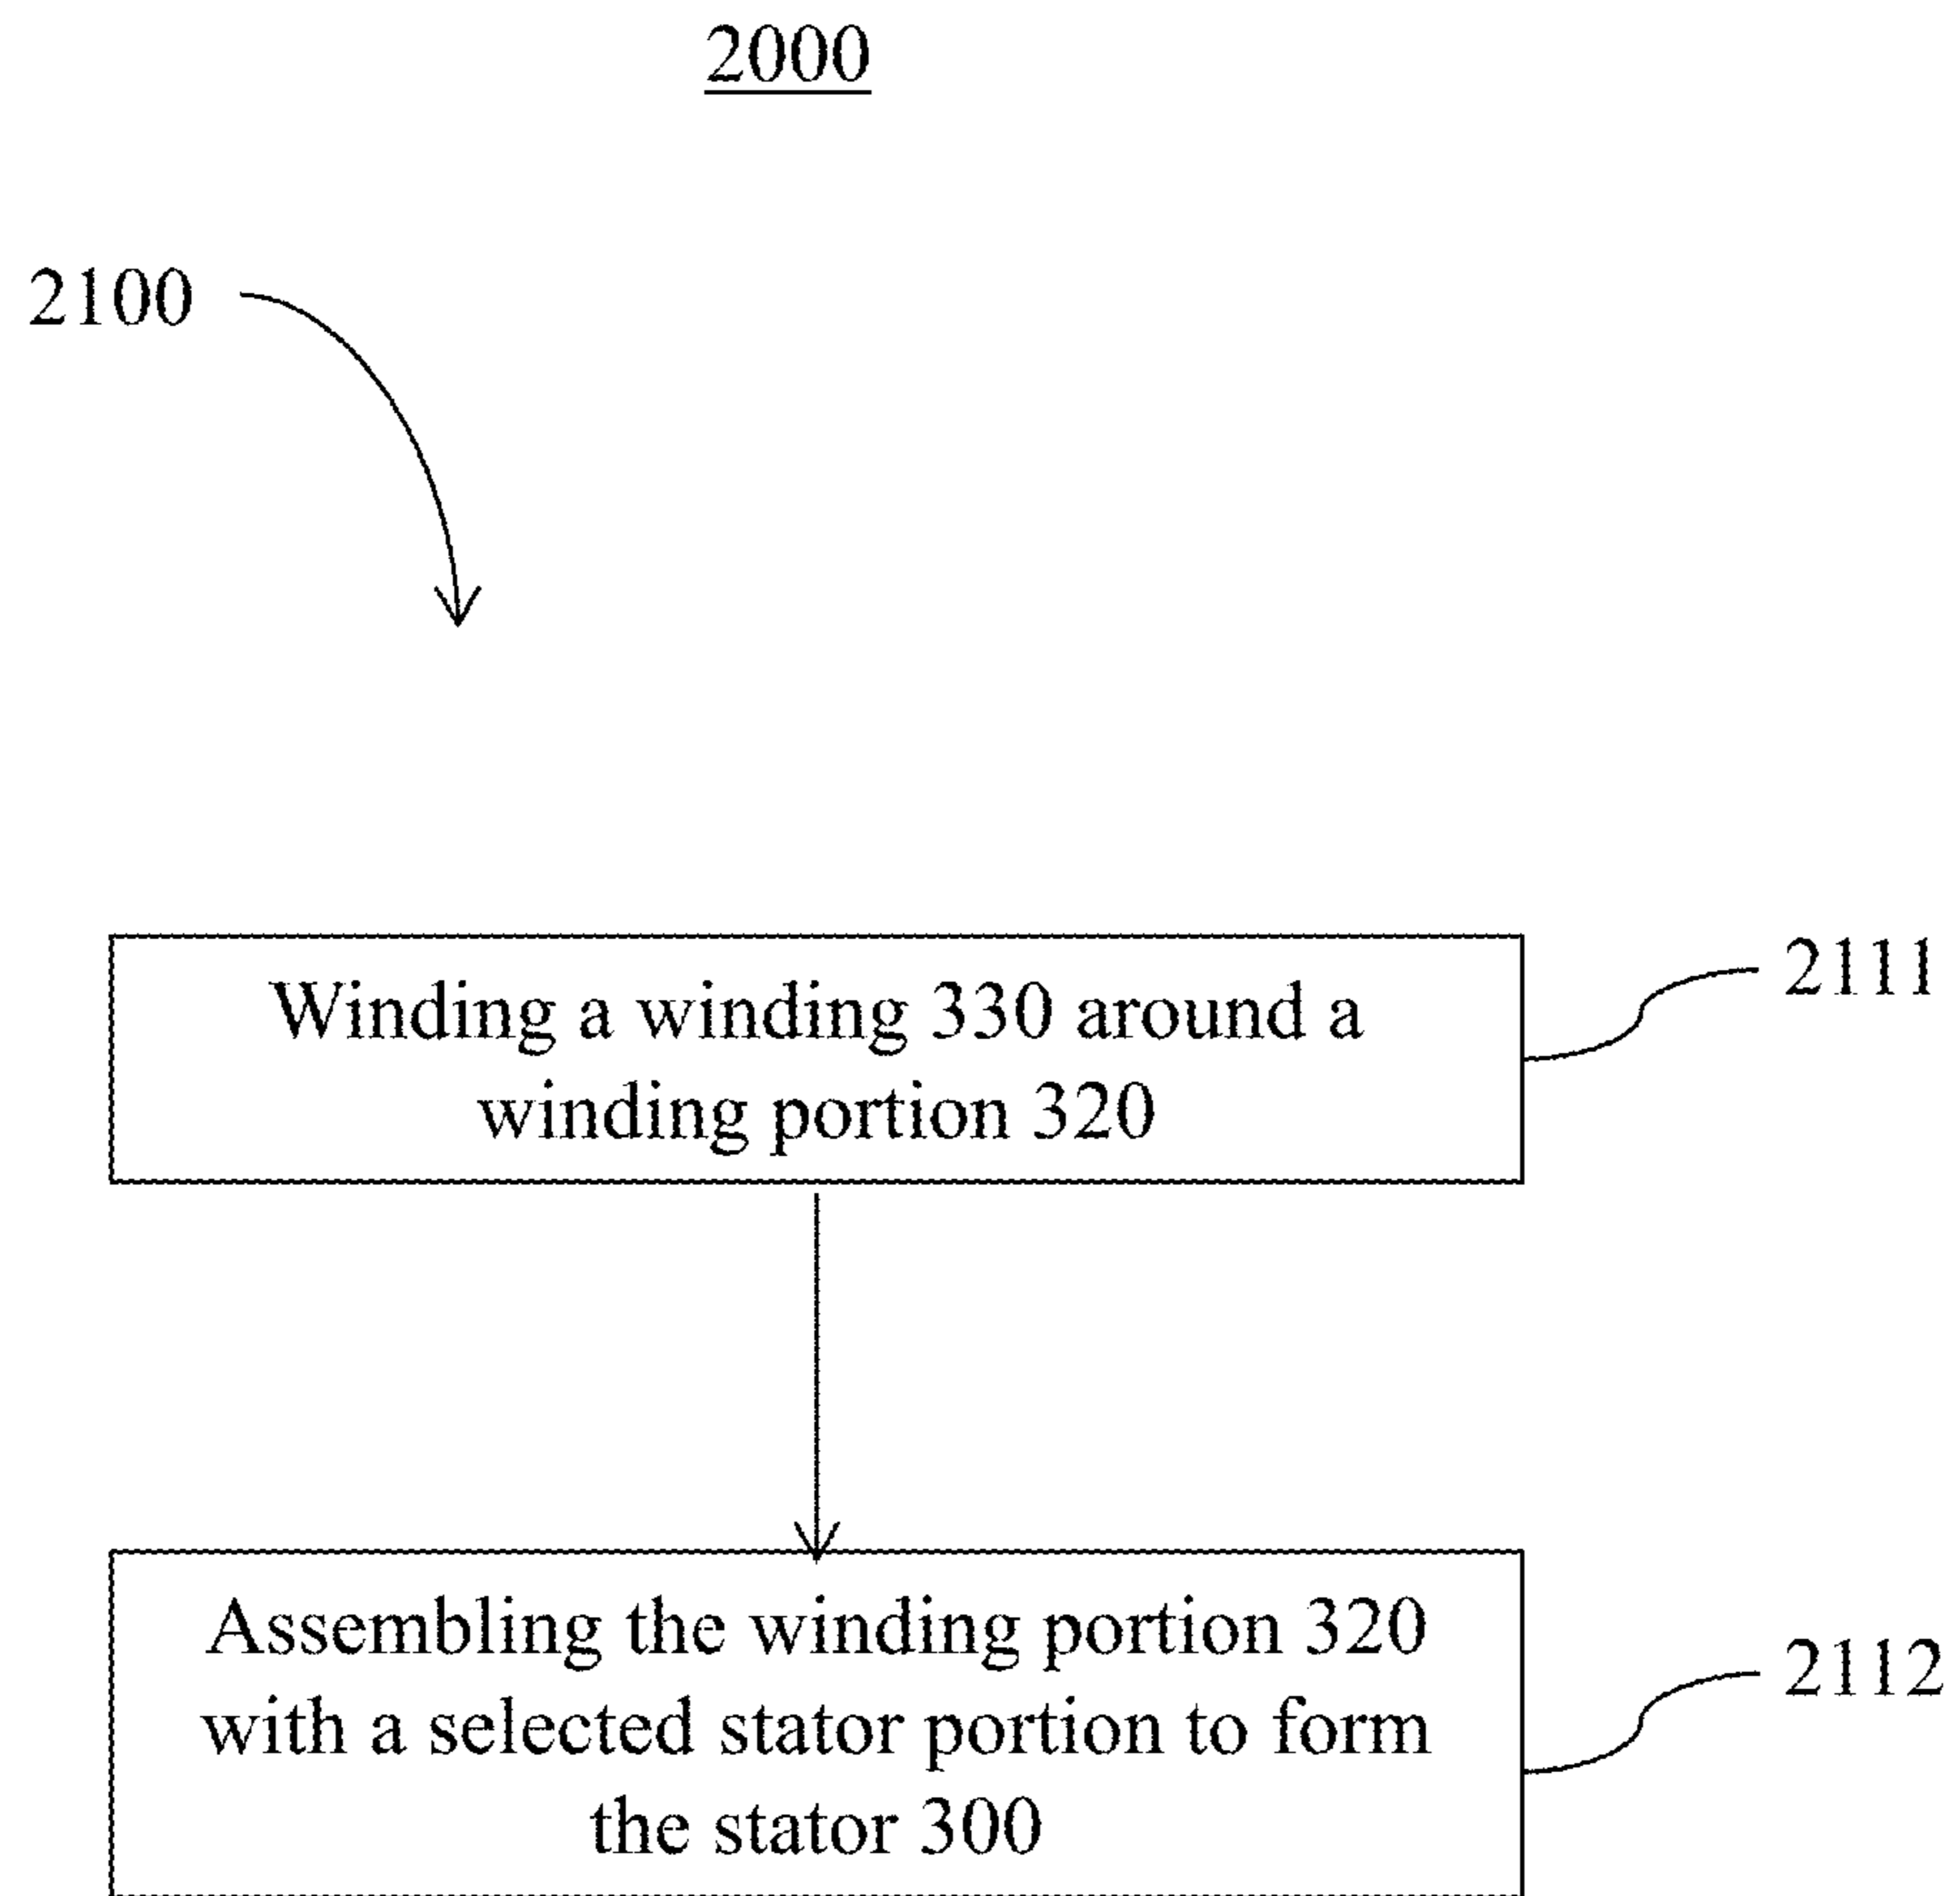 2000
2100
Winding a winding 330 around a
winding portion 320
2111
Assembling the winding portion 320
with a selected stator portion to form
the stator 300
2112